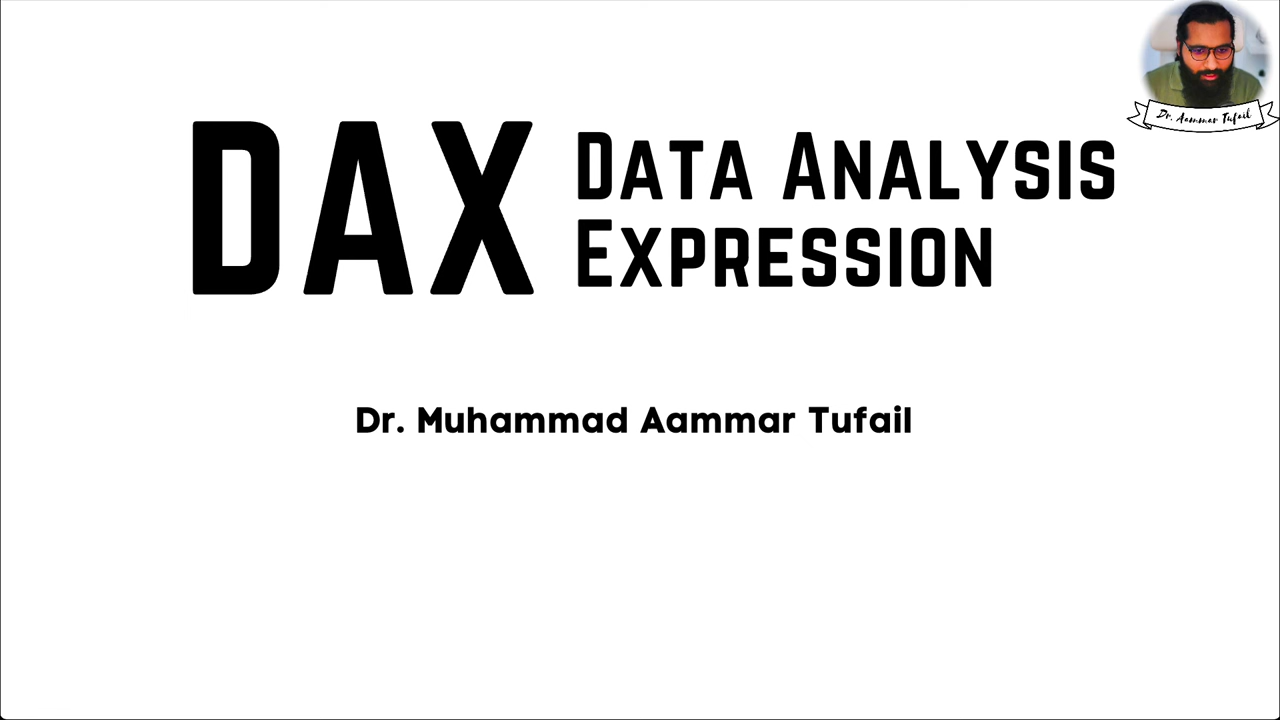 DAX
DATA ANALYSIS
EXPRESSION
Dr. Muhammad Aammar Tufail
Dr. Aammar Tufail